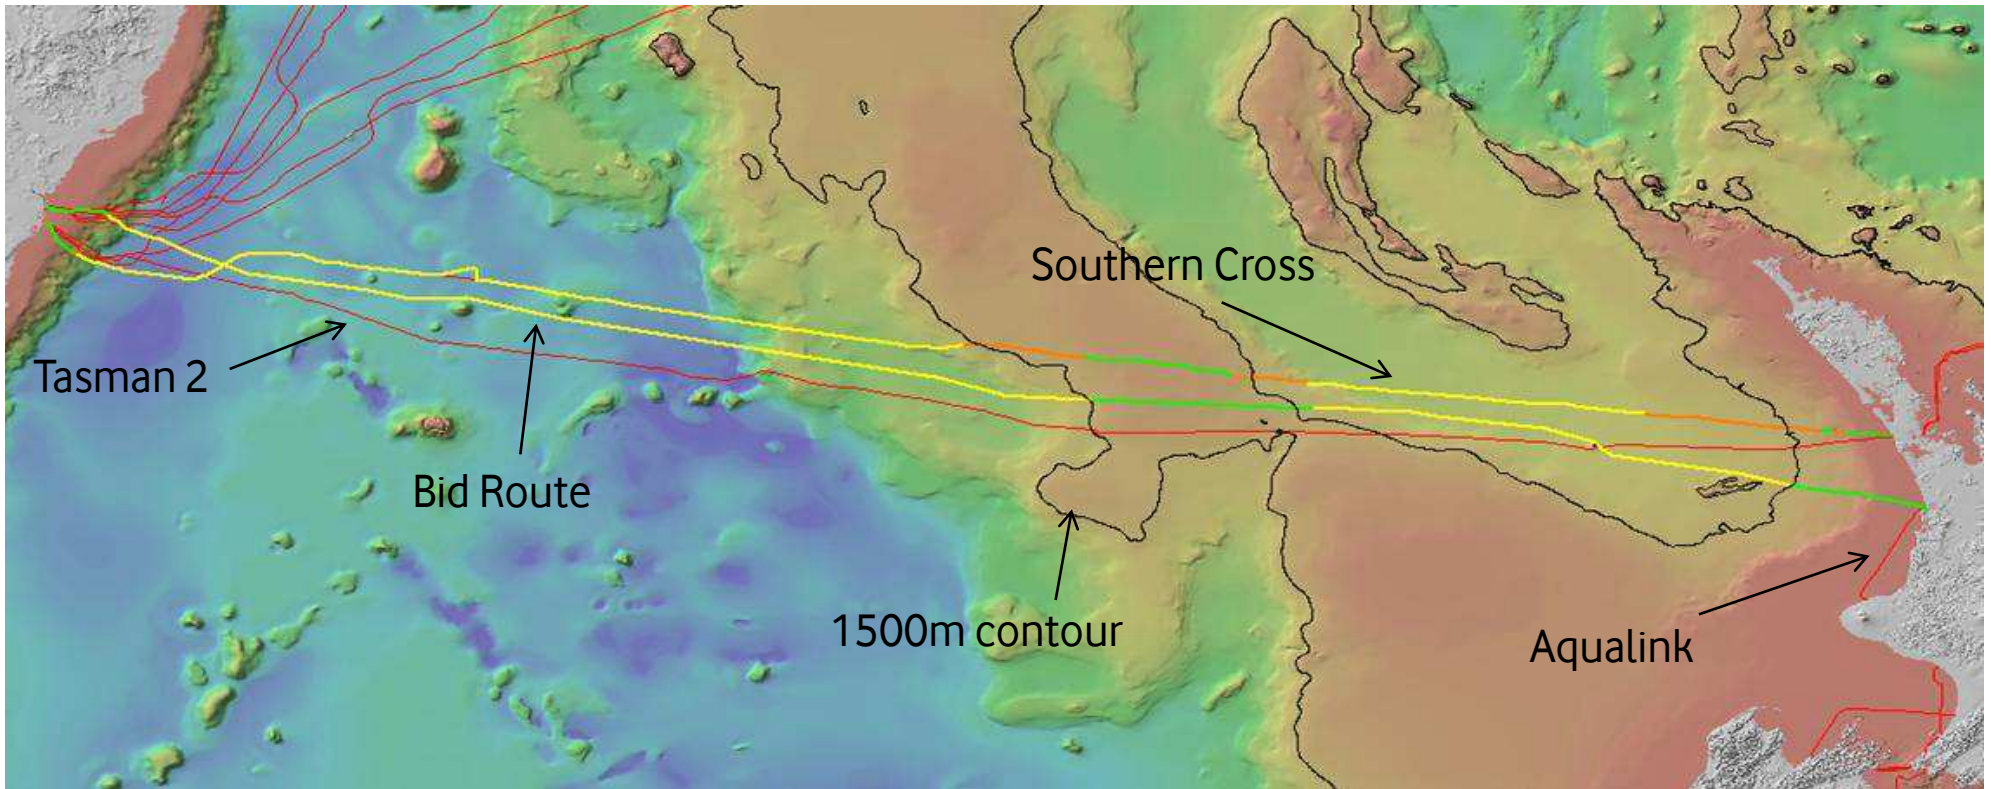 Southern Cross
Tasman 2
Bid Route
1500m contour
Aqualink